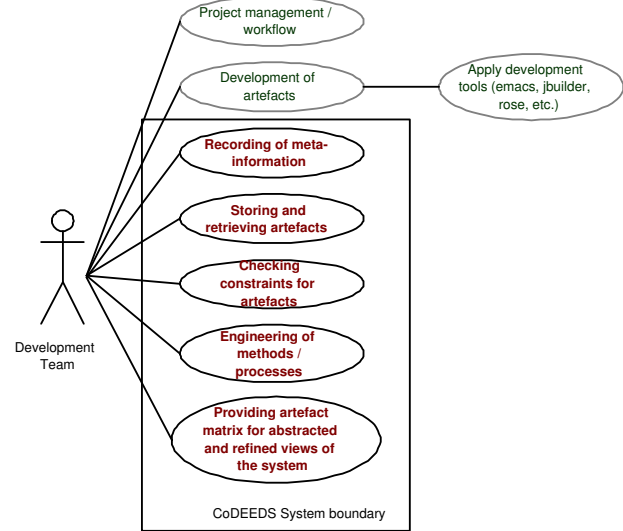 Project management /
workflow
Development of
artefacts
Apply development
tools (emacs, jbuilder,
rose, etc.)
Recording of meta-
information
Storing and
retrieving artefacts
Checking
constraints for
artefacts
Engineering of
methods /
processes
Development
Team
Providing artefact
matrix for abstracted
and refined views of
the system
CoDEEDS System boundary